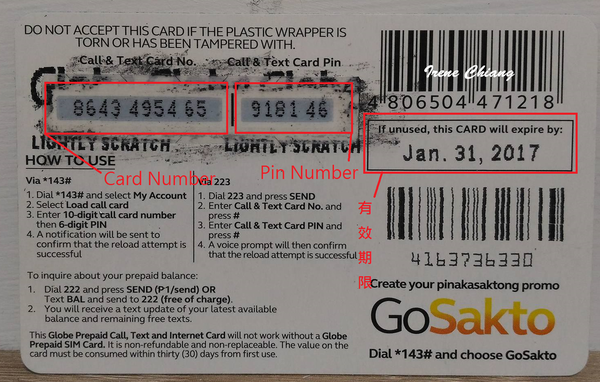 DO NOT ACCEPT THIS CARD IF THE PLASTIC WRAPPER IS
TORN OR HAS BEEN TAMPERED WITH.
Call & Text Card No.
Call & Text Card Pin
8643 4954 65
9181 46
LIGHTLY SCRATCH
LIGHTLY SCRATCH
Card Number
Pin Number
HOW TO USE
Via *143#
1. Dial *143# and select My Account
2. Select Load call card
3. Enter 10-digit call card number
then 6-digit PIN
4. A notification will be sent to
confirm that the reload attempt is
successful
Via 223
1. Dial 223 and press SEND
2. Enter Call & Text Card No. and
press #
3. Enter Call & Text Card PIN and
press #
4. A voice prompt will then confirm
that the reload attempt is successful
To inquire about your prepaid balance:
1. Dial 222 and press SEND (P1/send) OR
Text BAL and send to 222 (free of charge).
2. You will receive a text update of your latest available
balance and remaining free texts.
This Globe Prepaid Call, Text and Internet Card will not work without a Globe
Prepaid SIM Card. It is non-refundable and non-replaceable. The value on the
card must be consumed within thirty (30) days from first use.
Irene Chiang
4 806504 471218
If unused, this CARD will expire by:
Jan. 31, 2017
有效期限
4163736330
Create your pinakasaktong promo
GoSakto
Dial *143# and choose GoSakto